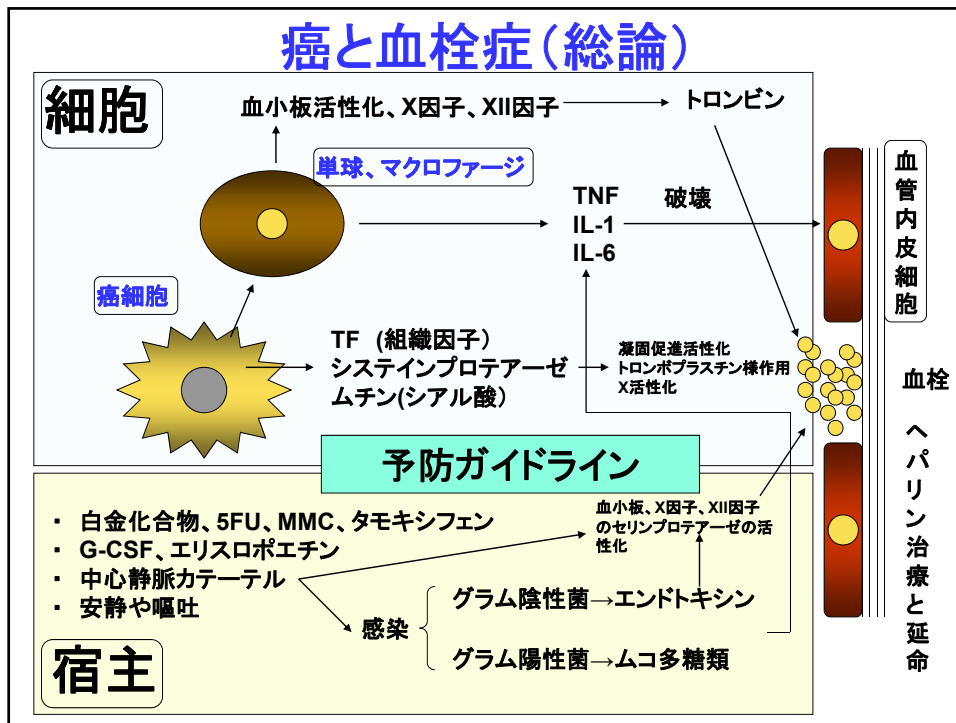 癌と血栓症(総論)
細胞
血小板活性化、X因子、XII因子
トロンビン
単球、マクロファージ
TNF
IL-1
IL-6
破壊
血管内皮細胞
癌細胞
TF (組織因子)
システインプロテアーゼ
ムチン(シアル酸)
凝固促進活性化
トロンボプラスチン様作用
X活性化
血栓
ヘパリン治療と延命
予防ガイドライン
・ 白金化合物、5FU、MMC、タモキシフェン
・ G-CSF、エリスロポエチン
・ 中心静脈カテーテル
・ 安静や嘔吐
血小板、X因子、XII因子
のセリンプロテアーゼの活
性化
感染
グラム陰性菌→エンドトキシン
グラム陽性菌→ムコ多糖類
宿主